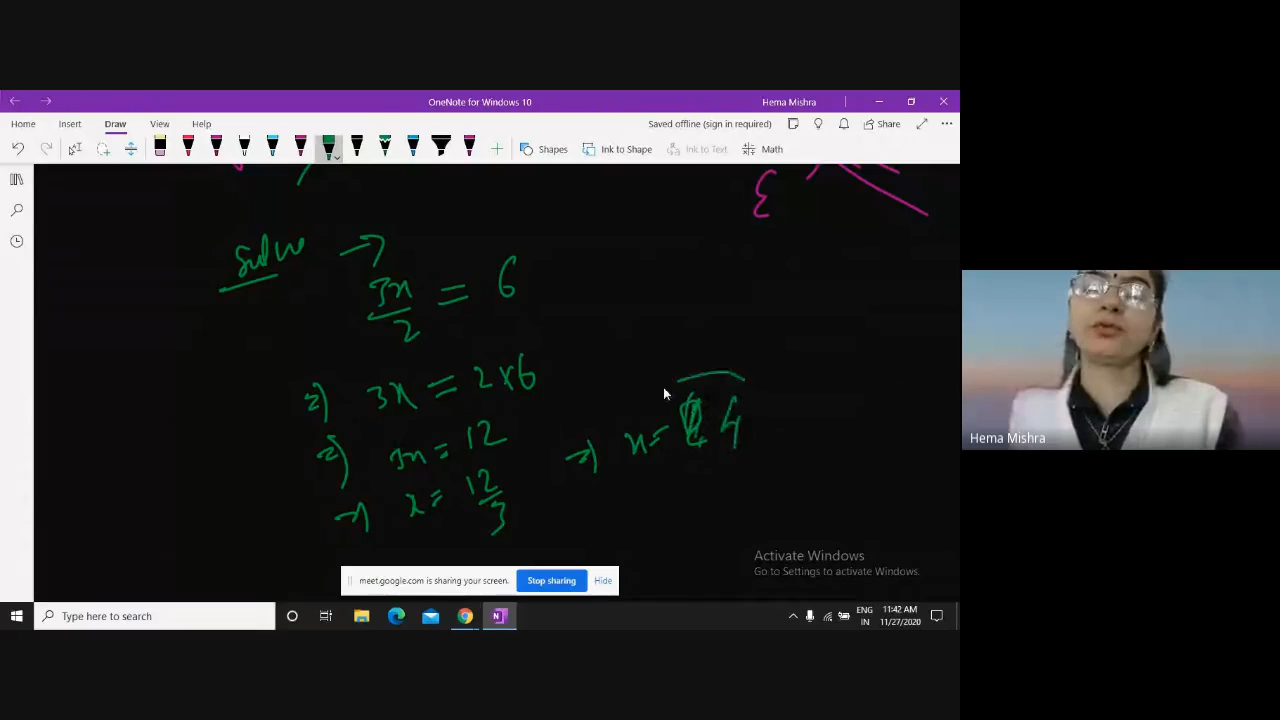 OneNote for Windows 10
Hema Mishra
Home Insert Draw View Help
Saved offline (sign in required)
Share
Shapes
Ink to Shape
Ink to Text
Math
Solve →
3x/2 = 6
⇒) 3x = 2×6
⇒) 3x = 12
⇒) x = 12/3
⇒) x = 4
Hema Mishra
Activate Windows
Go to Settings to activate Windows.
meet.google.com is sharing your screen.
Stop sharing
Hide
Type here to search
ENG
IN
11:42 AM
11/27/2020